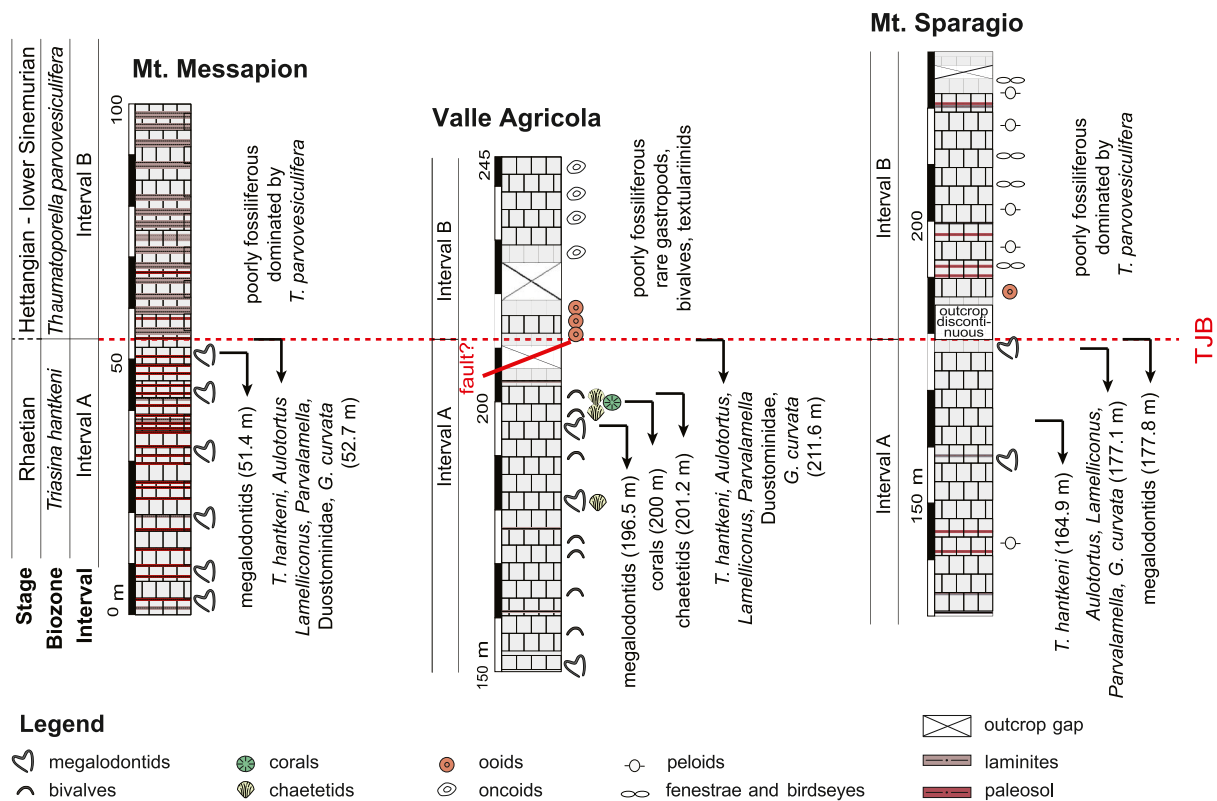 Mt. Messapion
Valle Agricola
Mt. Sparagio
Stage
Rhaetian
Hettangian - lower Sinemurian
Biozone
Triasina hantkeni
Thaumatoporella parvovesiculifera
Interval
Interval A
Interval B
0 m
50
100
poorly fossiliferous
dominated by
T. parvovesiculifera
megalodontids (51.4 m)
T. hantkeni, Aulotortus
Lamelliconus, Parvalamella,
Duostominidae, G. curvata
(52.7 m)
Interval A
Interval B
150 m
200
245
fault?
poorly fossiliferous
rare gastropods,
bivalves, textulariinids
megalodontids (196.5 m)
corals (200 m)
chaetetids (201.2 m)
T. hantkeni, Aulotortus,
Lamelliconus, Parvalamella
Duostominidae,
G. curvata
(211.6 m)
Interval A
Interval B
150 m
200
outcrop
disconti-
nuous
poorly fossiliferous
dominated by
T. parvovesiculifera
T. hantkeni (164.9 m)
Aulotortus, Lamelliconus,
Parvalamella, G. curvata (177.1 m)
megalodontids (177.8 m)
TJB
Legend
megalodontids
corals
ooids
peloids
outcrop gap
bivalves
chaetetids
oncoids
fenestrae and birdseyes
laminites
paleosol